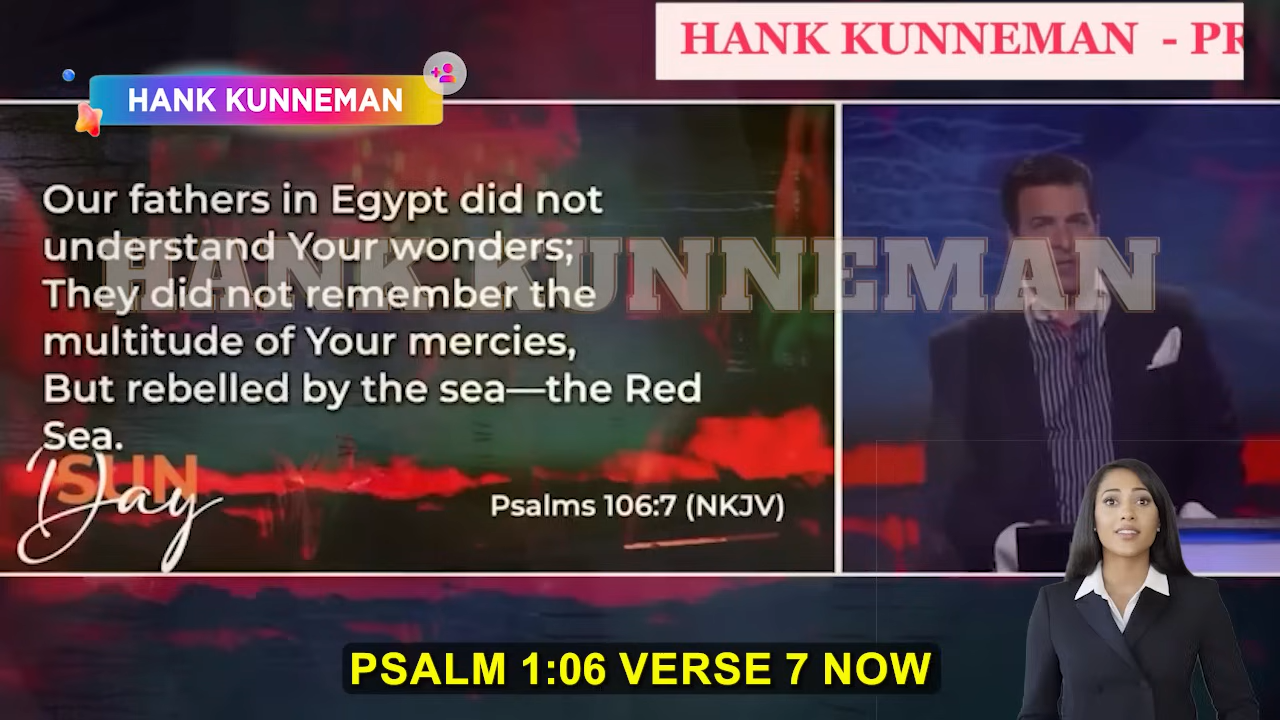 HANK KUNNEMAN - PR
HANK KUNNEMAN
Our fathers in Egypt did not
understand Your wonders;
HANK KUNNEMAN
They did not remember the
multitude of Your mercies,
But rebelled by the sea—the Red
Sea.
SUN
Day
Psalms 106:7 (NKJV)
PSALM 1:06 VERSE 7 NOW